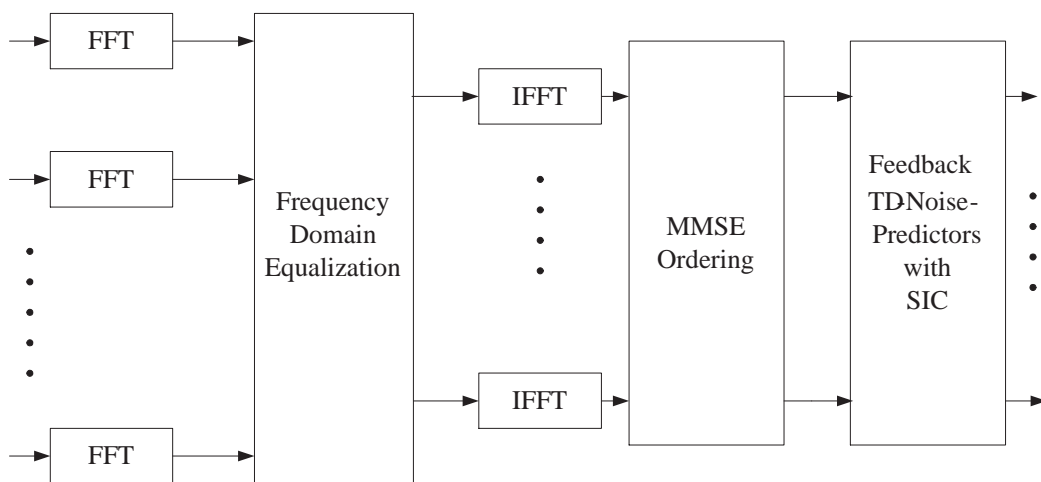 FFT
FFT
FFT
Frequency
Domain
Equalization
IFFT
IFFT
MMSE
Ordering
Feedback
TD-Noise-
Predictors
with
SIC